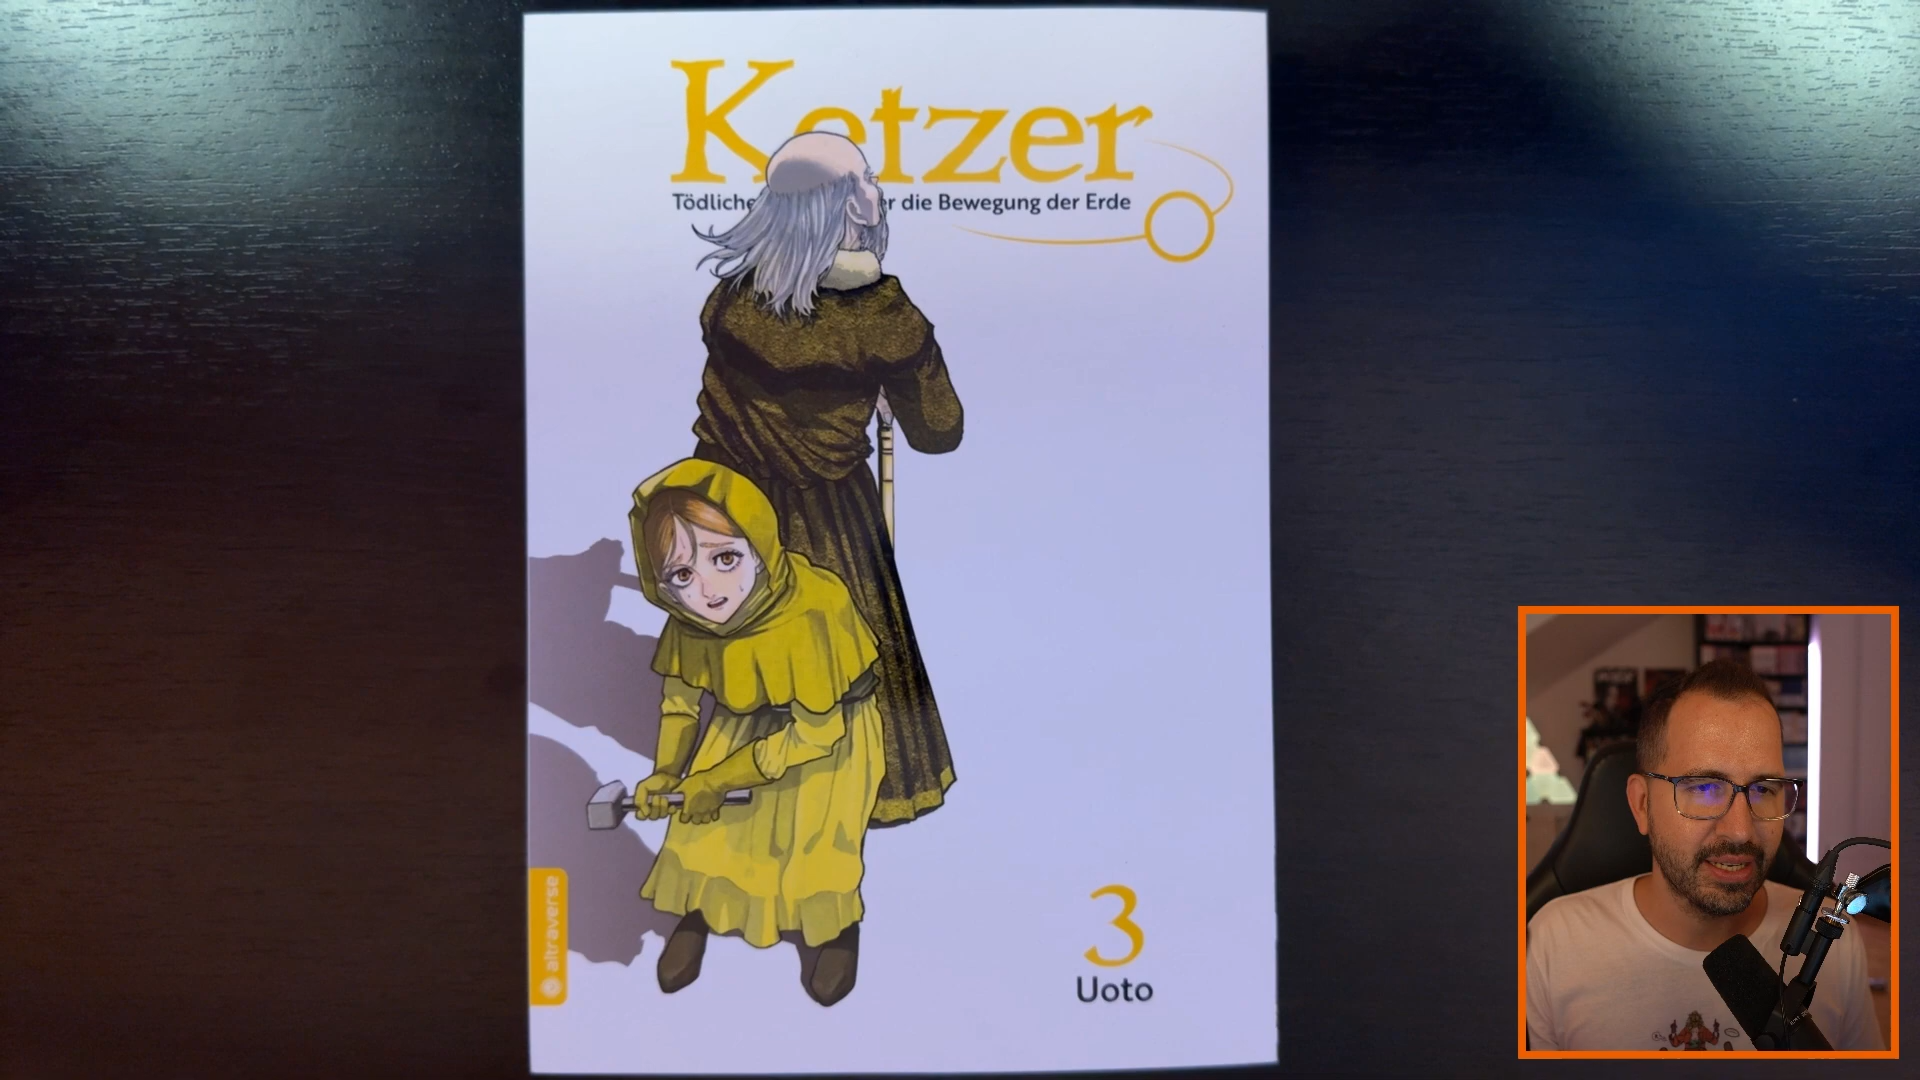 Ketzer
Tödliche er die Bewegung der Erde
3
Uoto
altraverse